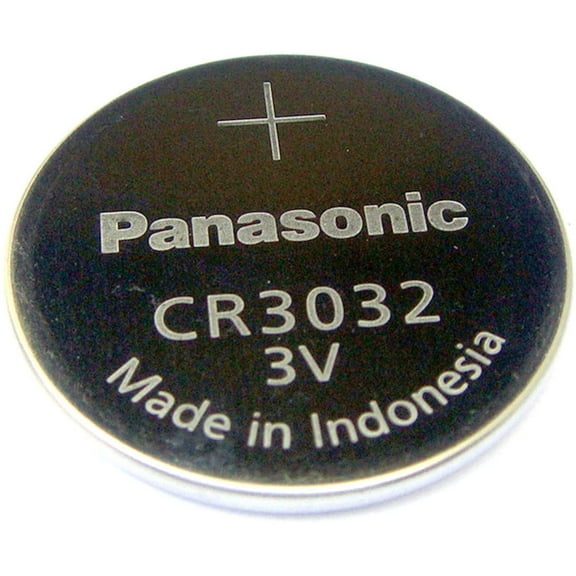 +
Panasonic
CR3032
3V
Made in Indonesia